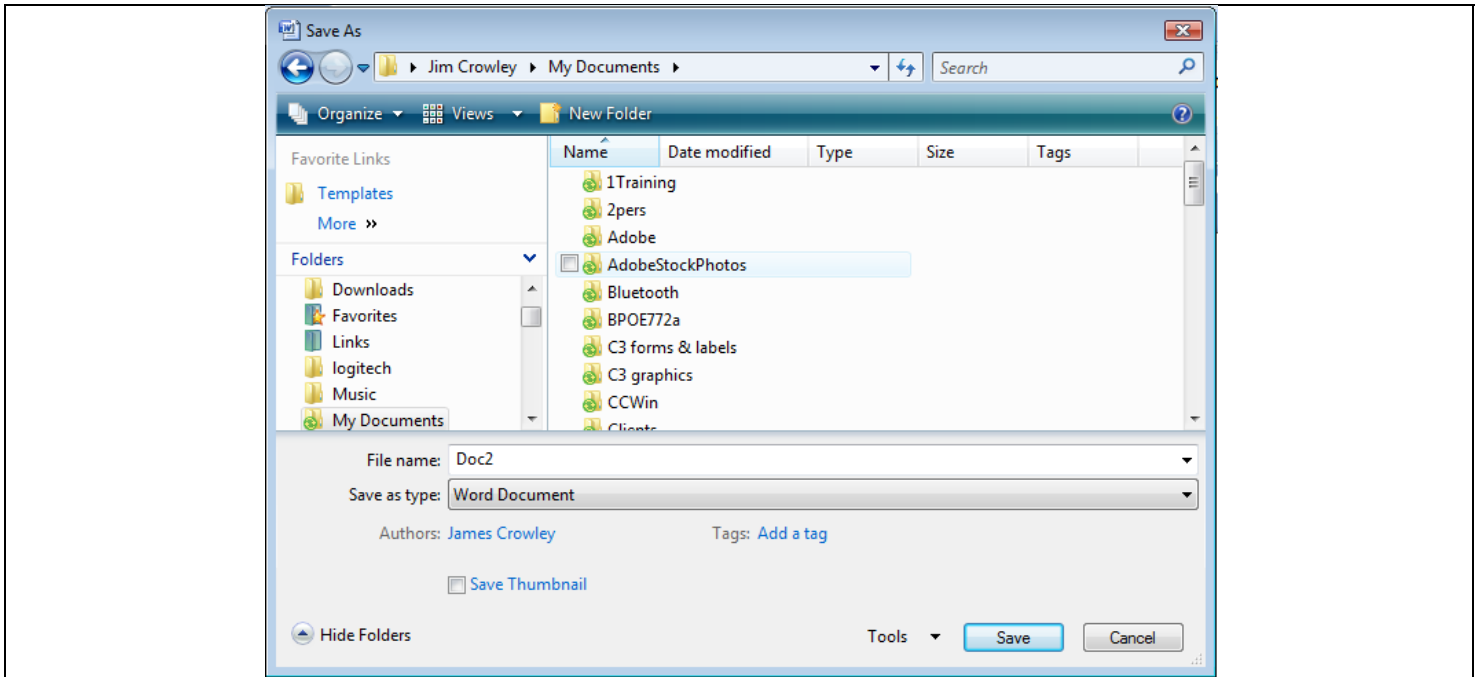 Save As
Jim Crowley My Documents Search
Organize Views New Folder
Favorite Links
Templates
More »
Folders
Downloads
Favorites
Links
logitech
Music
My Documents
Name Date modified Type Size Tags
1Training
2pers
Adobe
AdobeStockPhotos
Bluetooth
BPOE772a
C3 forms & labels
C3 graphics
CCWin
Clients
File name: Doc2
Save as type: Word Document
Authors: James Crowley Tags: Add a tag
Save Thumbnail
Hide Folders Tools Save Cancel